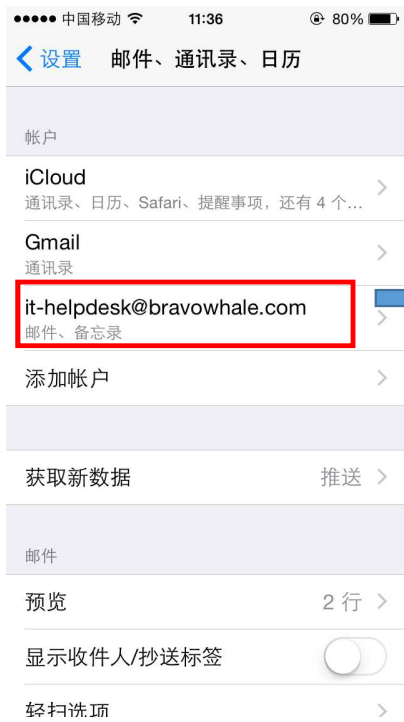 中国移动 11:36 80%
设置 邮件、通讯录、日历
帐户
iCloud
通讯录、日历、Safari、提醒事项，还有 4 个...
Gmail
通讯录
it-helpdesk@bravowhale.com
邮件、备忘录
添加帐户
获取新数据 推送
邮件
预览 2 行
显示收件人/抄送标签
轻扫选项